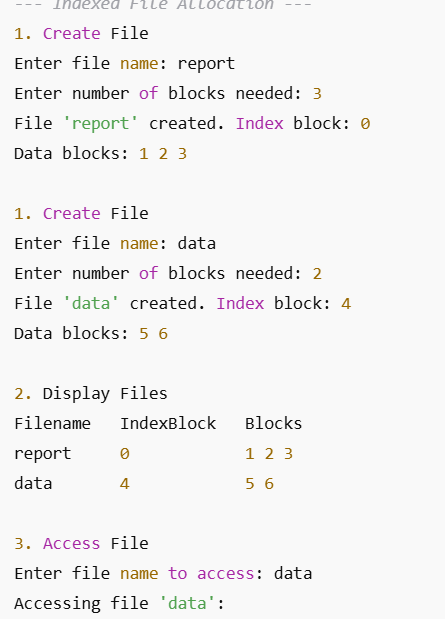 --- Indexed File Allocation ---
1. Create File
Enter file name: report
Enter number of blocks needed: 3
File 'report' created. Index block: 0
Data blocks: 1 2 3
1. Create File
Enter file name: data
Enter number of blocks needed: 2
File 'data' created. Index block: 4
Data blocks: 5 6
2. Display Files
Filename   IndexBlock   Blocks
report     0            1 2 3
data       4            5 6
3. Access File
Enter file name to access: data
Accessing file 'data':